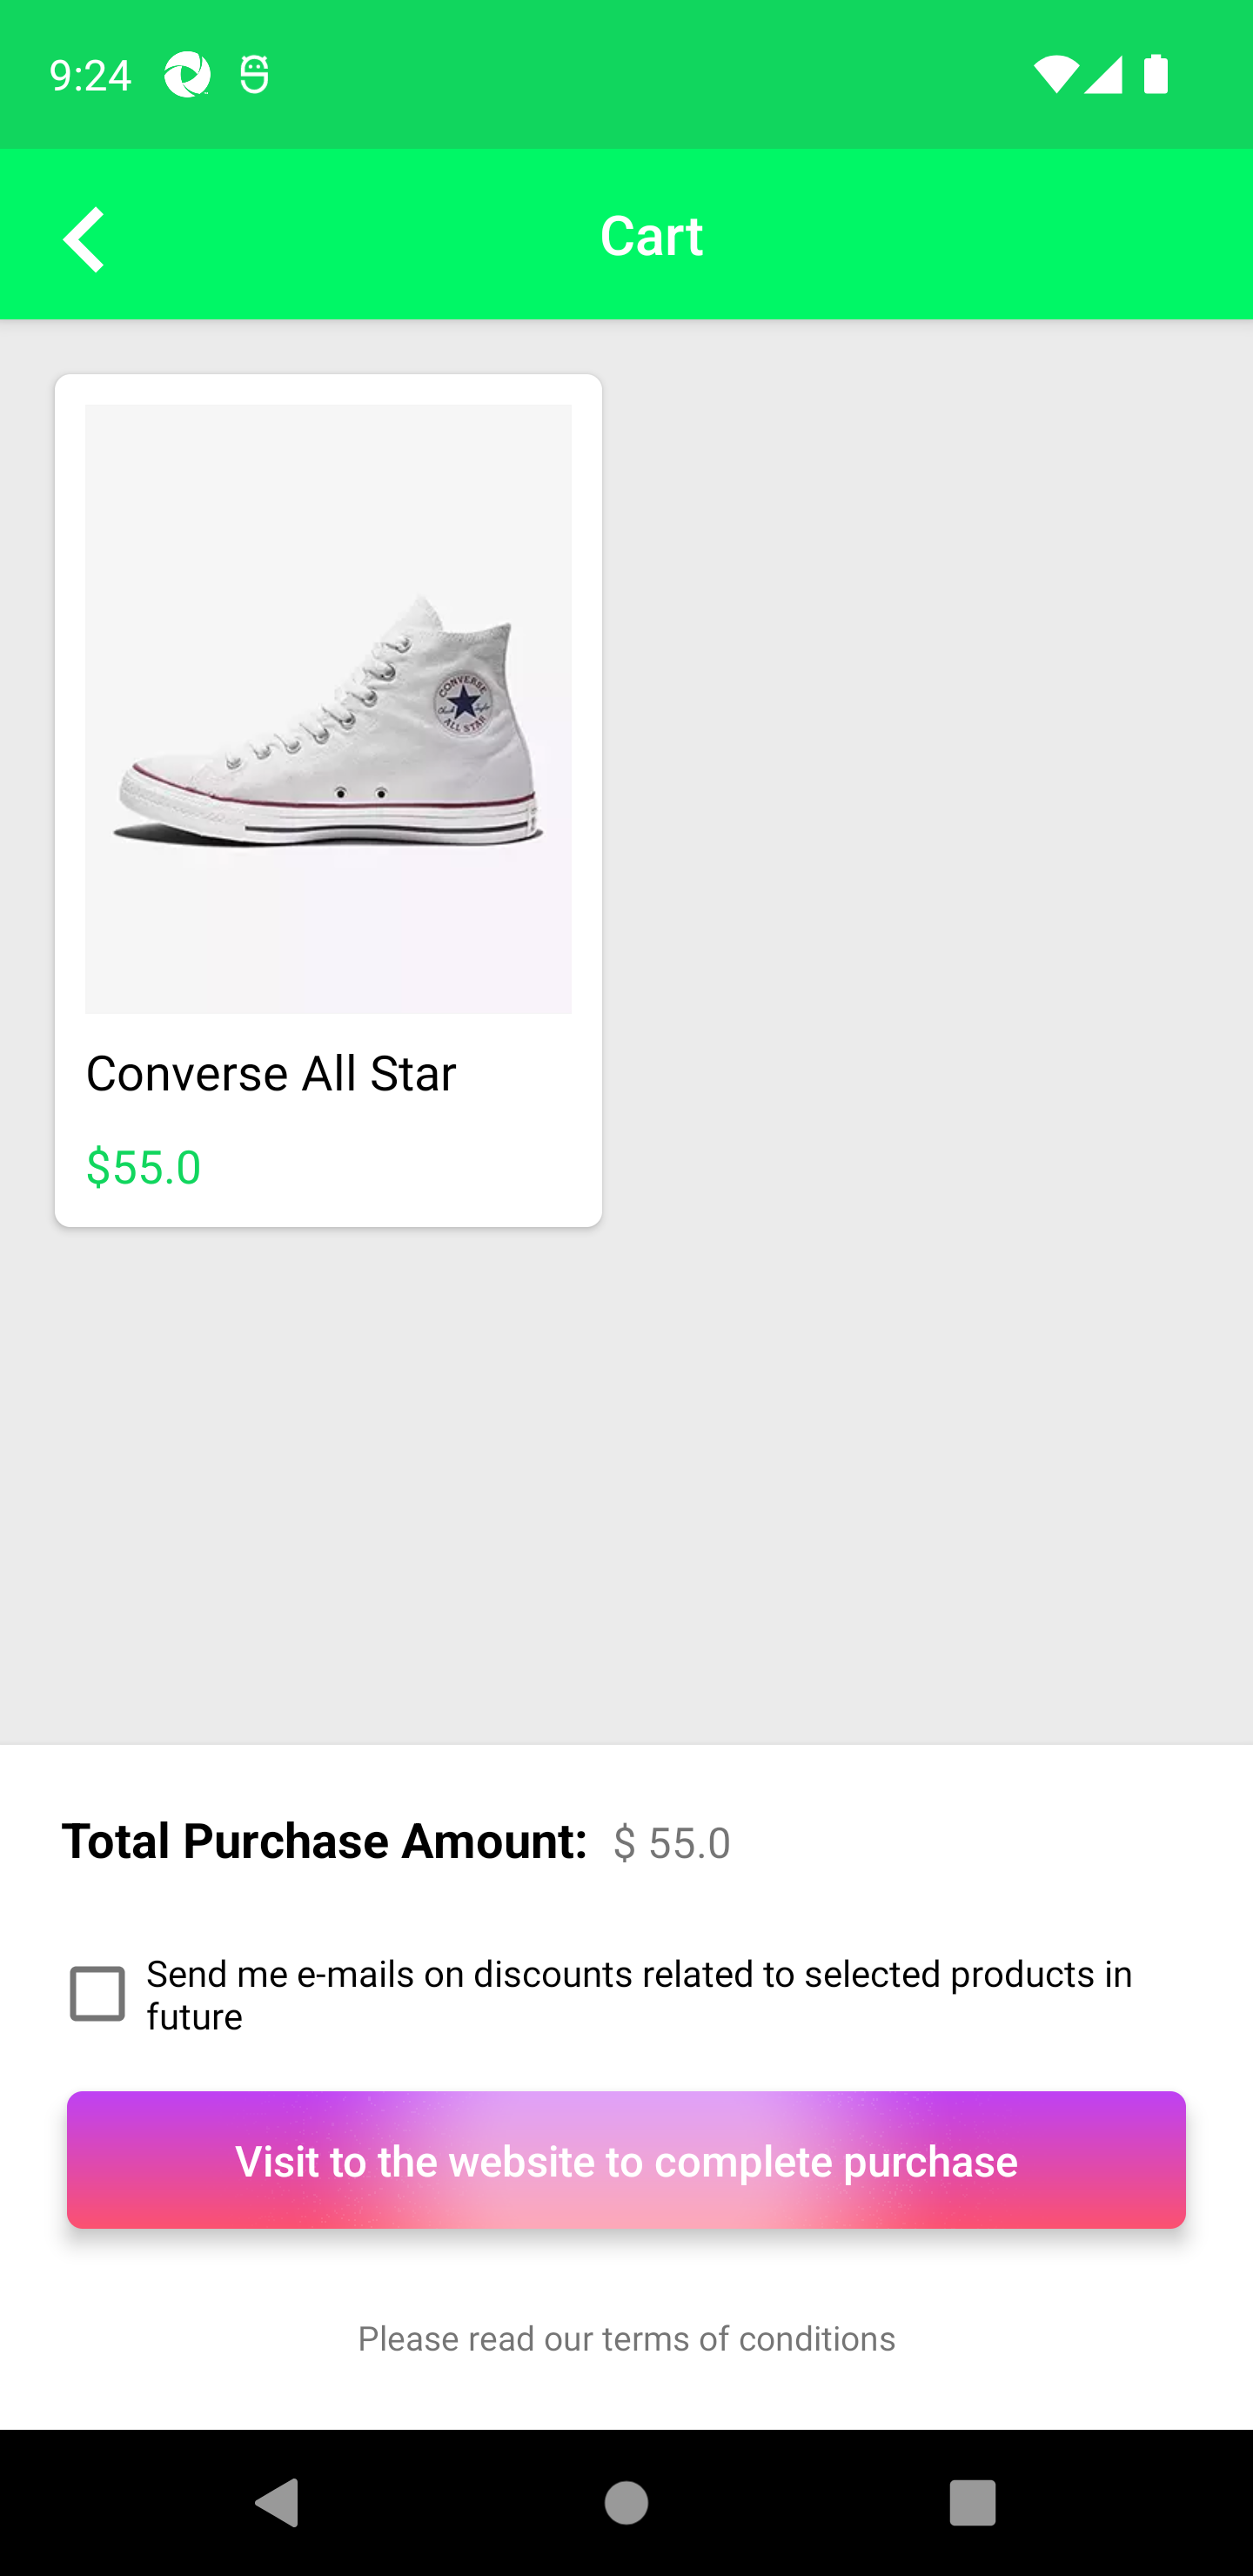 9:24
Cart
CONVERSE
ALL STAR
Converse All Star
$55.0
Total Purchase Amount: $ 55.0
Send me e-mails on discounts related to selected products in
future
Visit to the website to complete purchase
Please read our terms of conditions